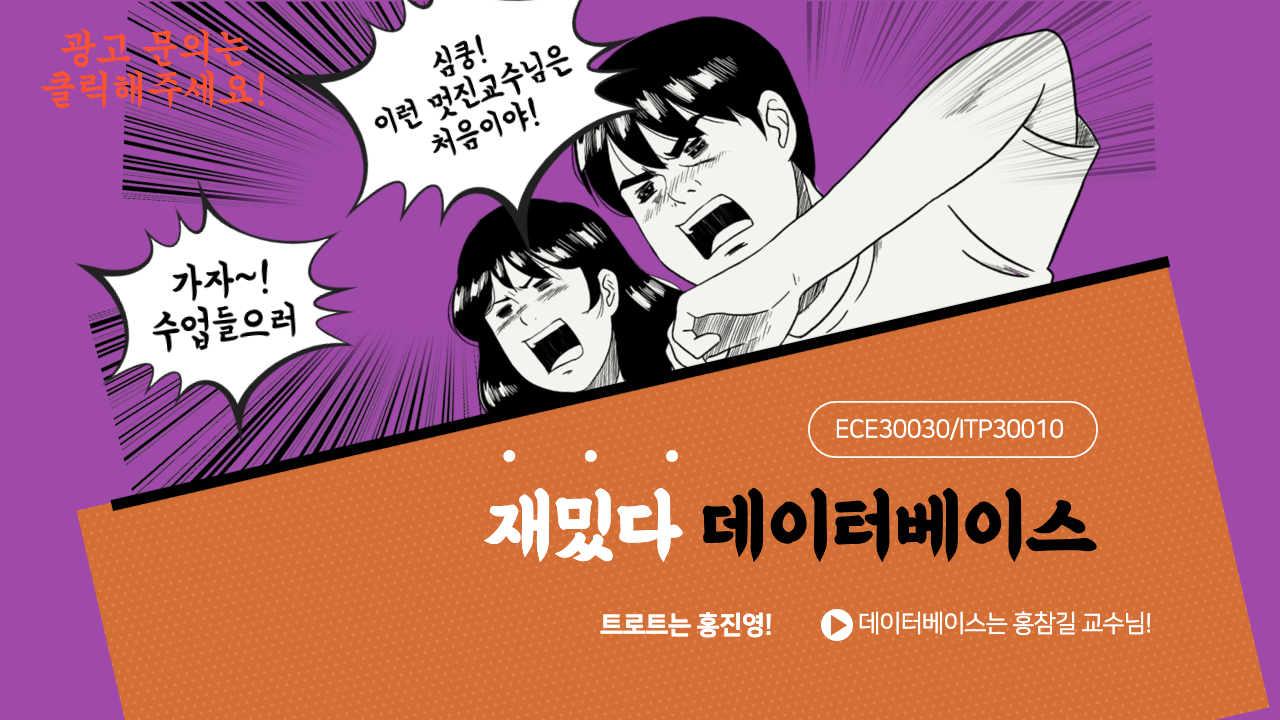 광고 문의는
클릭해주세요!
심쿵!
이런 멋진교수님은
처음이야!
가자~!
수업들으러
ECE30030/ITP30010
재밌다 데이터베이스
트로트는 홍진영!
데이터베이스는 홍참길 교수님!